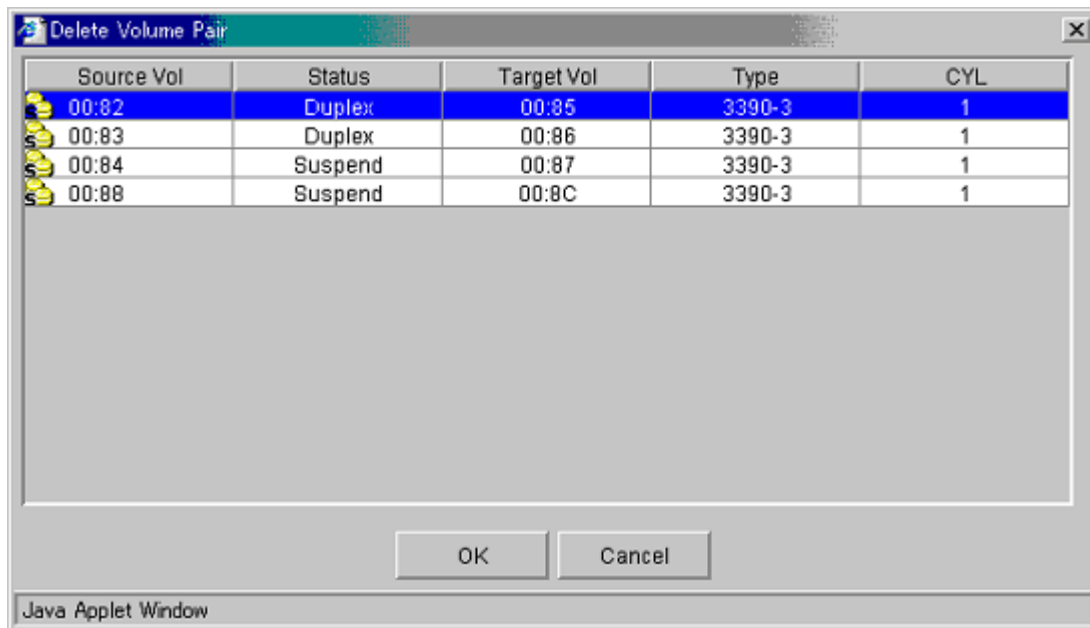 Delete Volume Pair
Source Vol Status Target Vol Type CYL
00:82 Duplex 00:85 3390-3 1
S 00:83 Duplex 00:86 3390-3 1
S 00:84 Suspend 00:87 3390-3 1
S 00:88 Suspend 00:8C 3390-3 1
OK Cancel
Java Applet Window